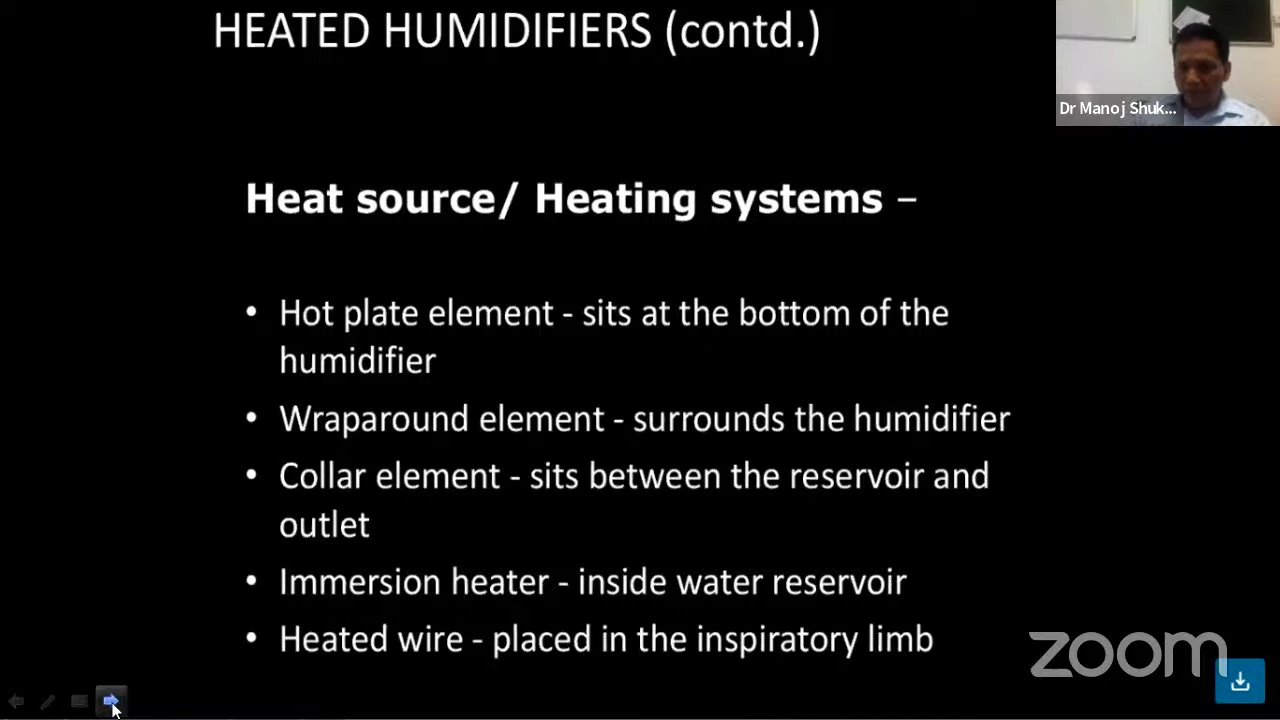 HEATED HUMIDIFIERS (contd.)
Dr Manoj Shuk...
Heat source/ Heating systems –
• Hot plate element - sits at the bottom of the
humidifier
• Wraparound element - surrounds the humidifier
• Collar element - sits between the reservoir and
outlet
• Immersion heater - inside water reservoir
• Heated wire - placed in the inspiratory limb
zoom